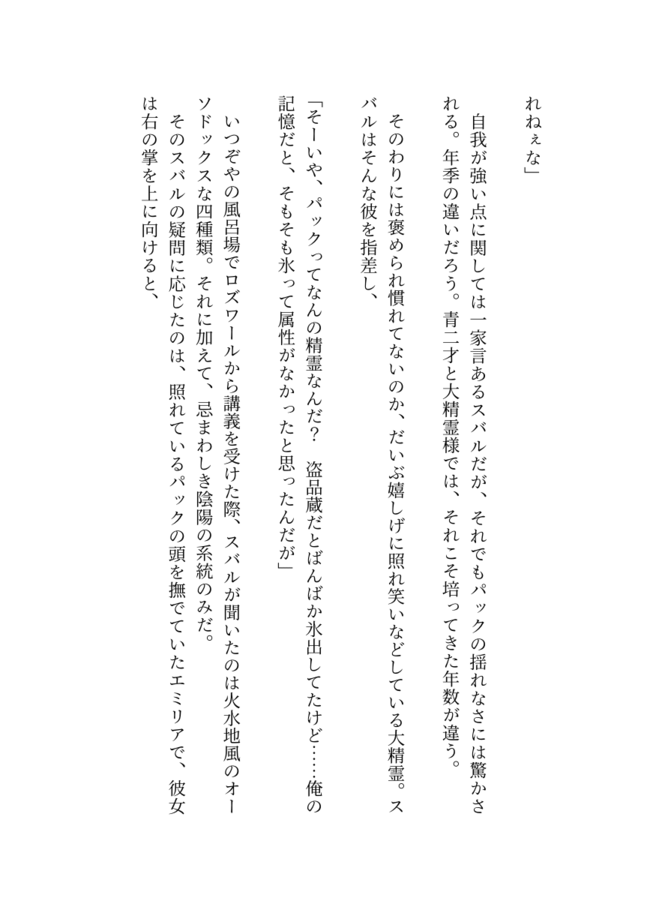 れねぇな」
　自我が強い点に関しては一家言あるスバルだが、それでもパックの揺れなさには驚かさ
れる。年季の違いだろう。青二才と大精霊様では、それこそ培ってきた年数が違う。
　そのわりには褒められ慣れてないのか、だいぶ嬉しげに照れ笑いなどしている大精霊。ス
バルはそんな彼を指差し、
「そーいや、パックってなんの精霊なんだ？　盗品蔵だとばんばか氷出してたけど……俺の
記憶だと、そもそも氷って属性がなかったと思ったんだが」
　いつぞやの風呂場でロズワールから講義を受けた際、スバルが聞いたのは火水地風のオー
ソドックスな四種類。それに加えて、忌まわしき陰陽の系統のみだ。
　そのスバルの疑問に応じたのは、照れているパックの頭を撫でていたエミリアで、彼女
は右の掌を上に向けると、